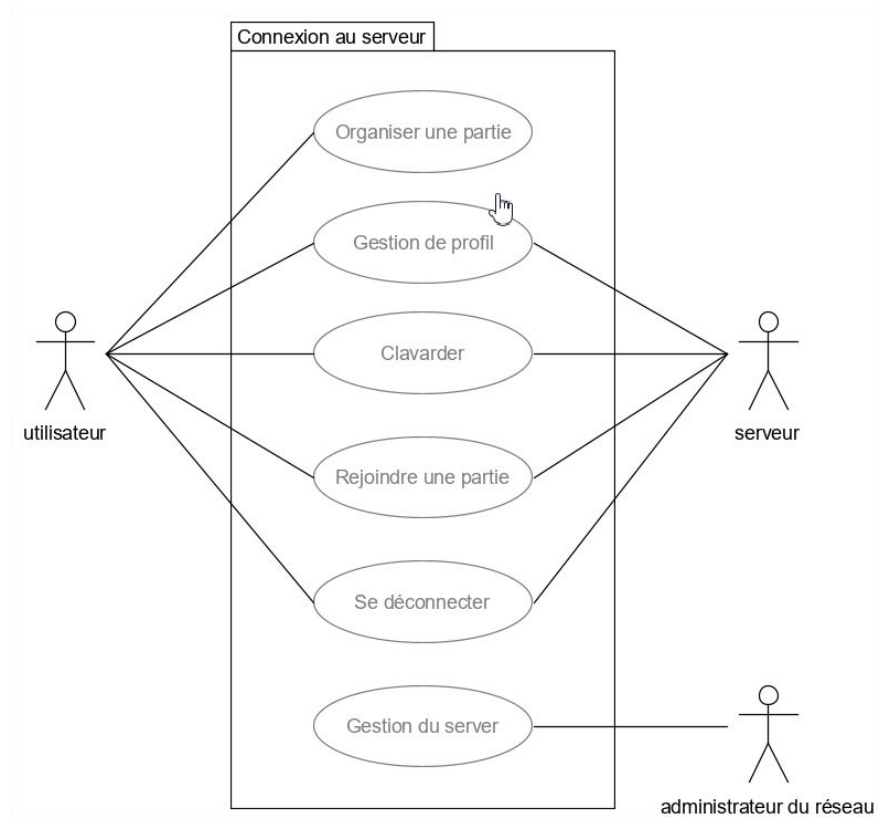 Connexion au serveur
Organiser une partie
Gestion de profil
Clavarder
utilisateur
serveur
Rejoindre une partie
Se déconnecter
Gestion du server
administrateur du réseau